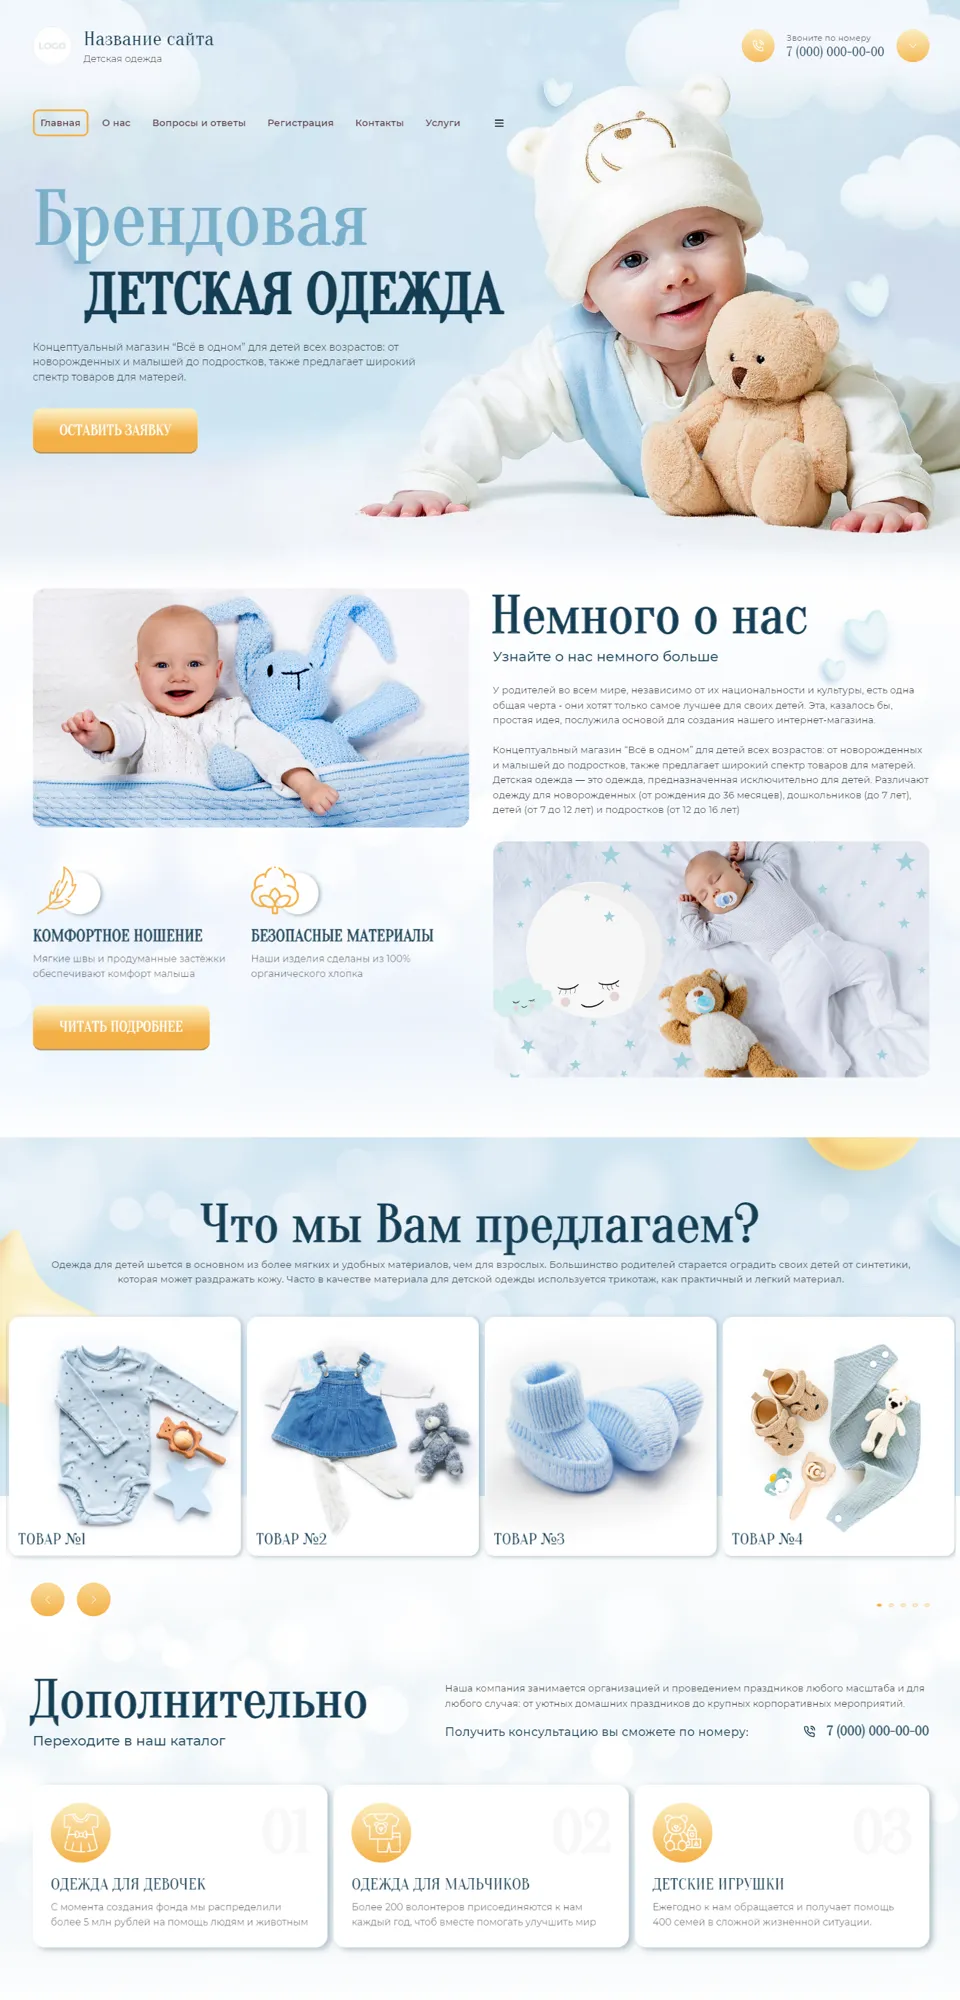 LOGO
Название сайта
Детская одежда
Звоните по номеру
7 (000) 000-00-00
Главная
О нас
Вопросы и ответы
Регистрация
Контакты
Услуги
Брендовая
ДЕТСКАЯ ОДЕЖДА
Концептуальный магазин "Всё в одном" для детей всех возрастов: от
новорожденных и малышей до подростков, также предлагает широкий
спектр товаров для матерей.
ОСТАВИТЬ ЗАЯВКУ
Немного о нас
Узнайте о нас немного больше
У родителей во всем мире, независимо от их национальности и культуры, есть одна
общая черта - они хотят только самое лучшее для своих детей. Эта, казалось бы,
простая идея, послужила основой для создания нашего интернет-магазина.
Концептуальный магазин "Всё в одном" для детей всех возрастов: от новорожденных
и малышей до подростков, также предлагает широкий спектр товаров для матерей.
Детская одежда — это одежда, предназначенная исключительно для детей. Различают
одежду для новорожденных (от рождения до 36 месяцев), дошкольников (до 7 лет),
детей (от 7 до 12 лет) и подростков (от 12 до 16 лет)
КОМФОРТНОЕ НОШЕНИЕ
Мягкие швы и продуманные застёжки
обеспечивают комфорт малыша
БЕЗОПАСНЫЕ МАТЕРИАЛЫ
Наши изделия сделаны из 100%
органического хлопка
ЧИТАТЬ ПОДРОБНЕЕ
Что мы Вам предлагаем?
Одежда для детей шьется в основном из более мягких и удобных материалов, чем для взрослых. Большинство родителей старается оградить своих детей от синтетики,
которая может раздражать кожу. Часто в качестве материала для детской одежды используется трикотаж, как практичный и легкий материал.
ТОВАР №1
ТОВАР №2
ТОВАР №3
ТОВАР №4
Дополнительно
Переходите в наш каталог
Наша компания занимается организацией и проведением праздников любого масштаба и для
любого случая: от уютных домашних праздников до крупных корпоративных мероприятий.
Получить консультацию вы сможете по номеру:
7 (000) 000-00-00
01
ОДЕЖДА ДЛЯ ДЕВОЧЕК
С момента создания фонда мы распределили
более 5 млн рублей на помощь людям и животным
02
ОДЕЖДА ДЛЯ МАЛЬЧИКОВ
Более 200 волонтеров присоединяются к нам
каждый год, чтоб вместе помогать улучшить мир
03
ДЕТСКИЕ ИГРУШКИ
Ежегодно к нам обращается и получает помощь
400 семей в сложной жизненной ситуации.